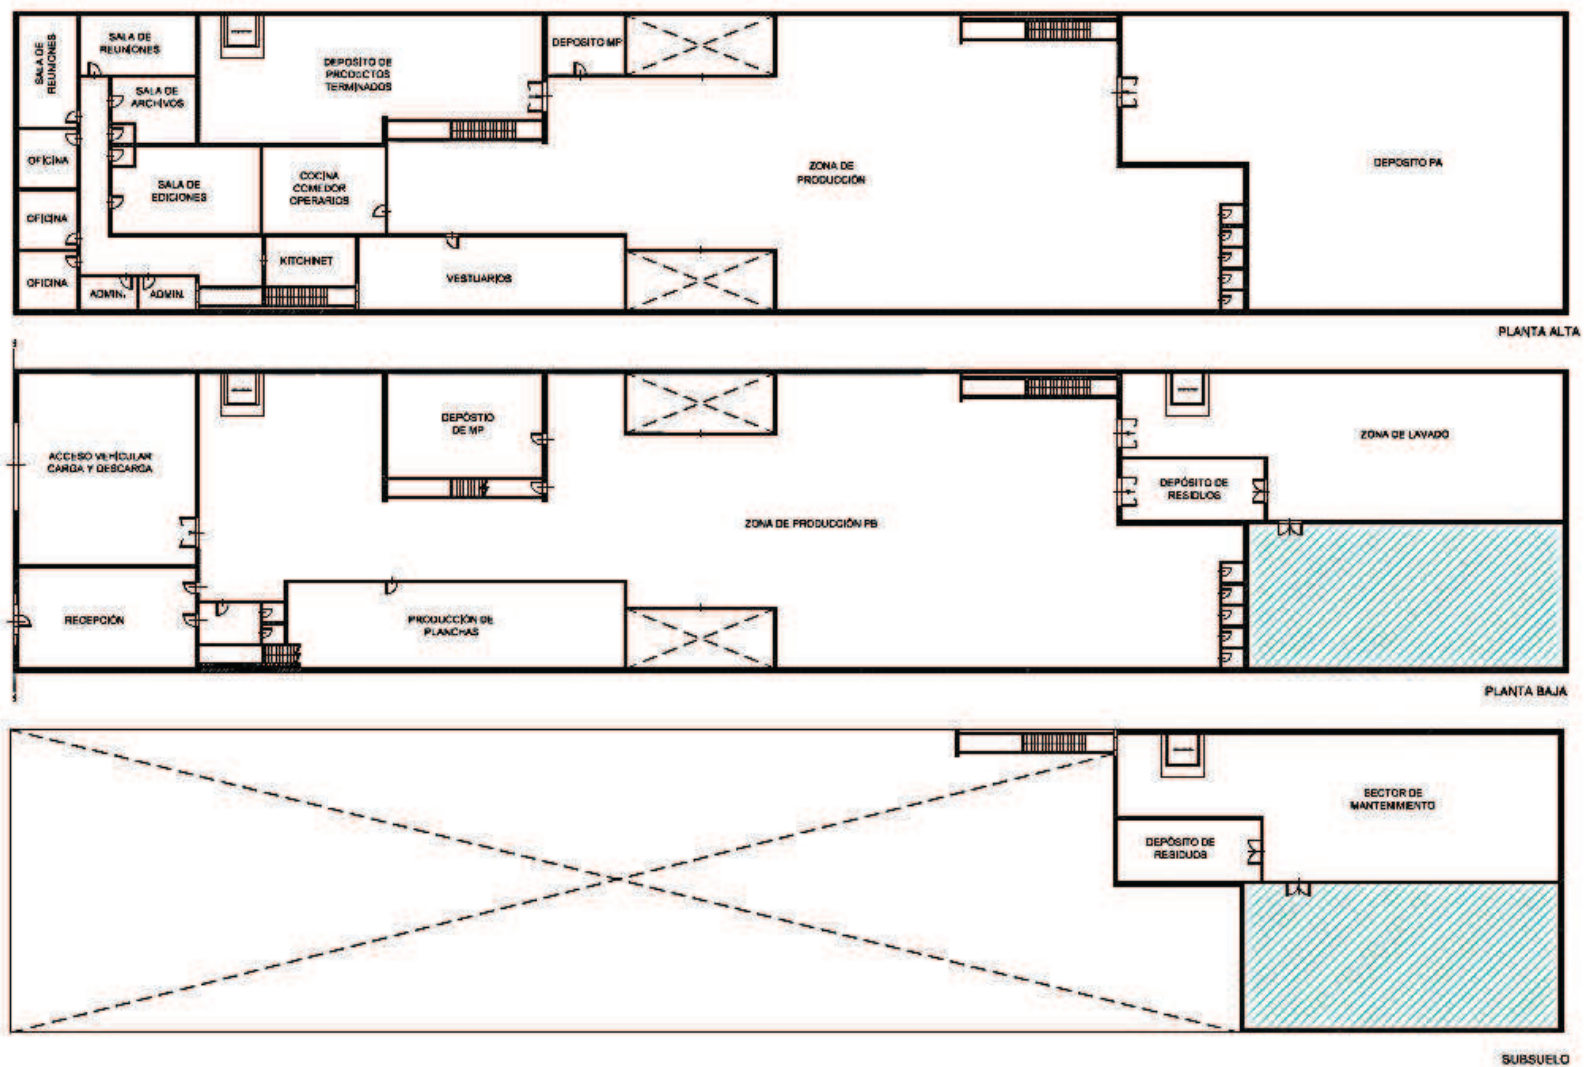 SALA DE
REUNIONES
SALA DE
REUNIONES
DEPOSITO DE
PRODUCTOS
TERMINADOS
DEPOSITO MP
SALA DE
ARCHIVOS
OFICINA
SALA DE
EDICIONES
COCINA
COMEDOR
OPERARIOS
ZONA DE
PRODUCCIÓN
DEPOSITO PA
OFICINA
OFICINA
ADMIN.
ADMIN.
KITCHINET
VESTUARIOS
PLANTA ALTA
ACCESO VEHÍCULAR
CARGA Y DESCARGA
DEPÓSTIO
DE MP
ZONA DE LAVADO
DEPÓSITO DE
RESIDUOS
ZONA DE PRODUCCIÓN PB
RECEPCIÓN
PRODUCCIÓN DE
PLANCHAS
PLANTA BAJA
SECTOR DE
MANTENIMIENTO
DEPÓSITO DE
RESIDUOS
SUBSUELO